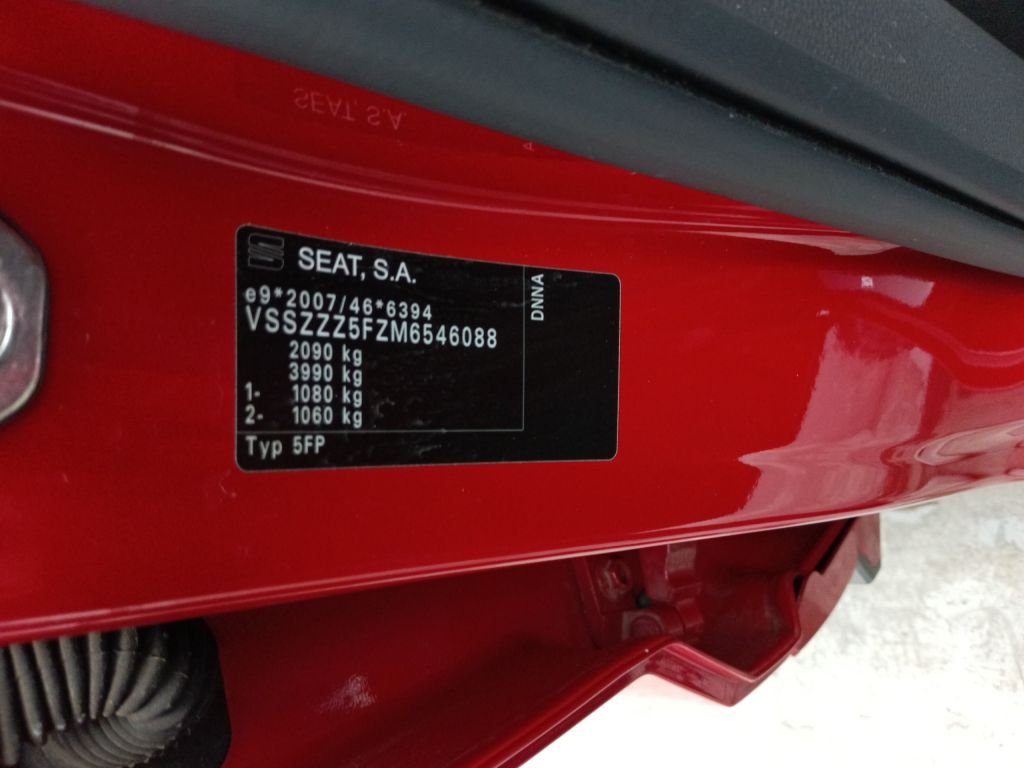 SEAT, S.A.
SEAT, S.A.
e9*2007/46*6394
VSSZZZ5FZM6546088
2090 kg
3990 kg
1- 1080 kg
2- 1060 kg
Typ 5FP
DNNA